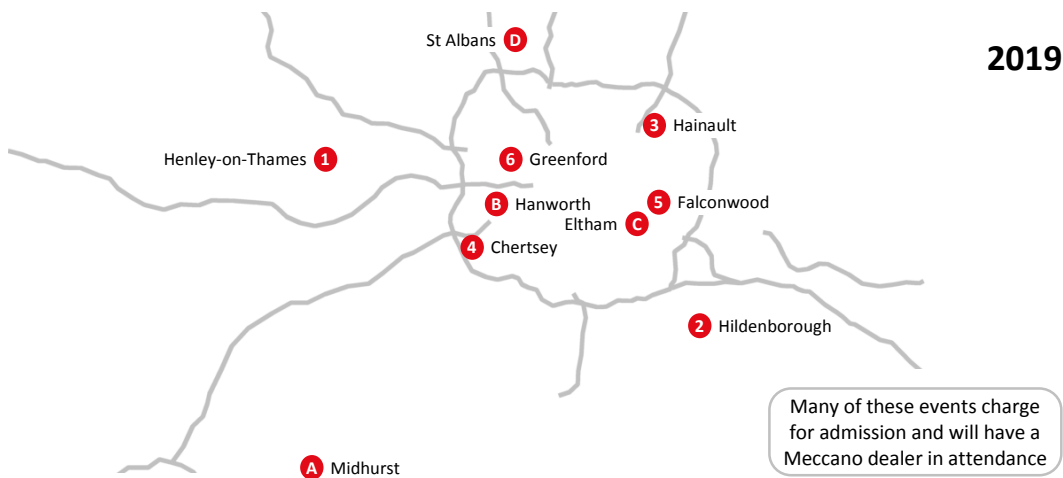 St Albans D
2019
3 Hainault
Henley-on-Thames 1
6 Greenford
B Hanworth
5 Falconwood
Eltham C
4 Chertsey
2 Hildenborough
Many of these events charge
for admission and will have a
Meccano dealer in attendance
A Midhurst